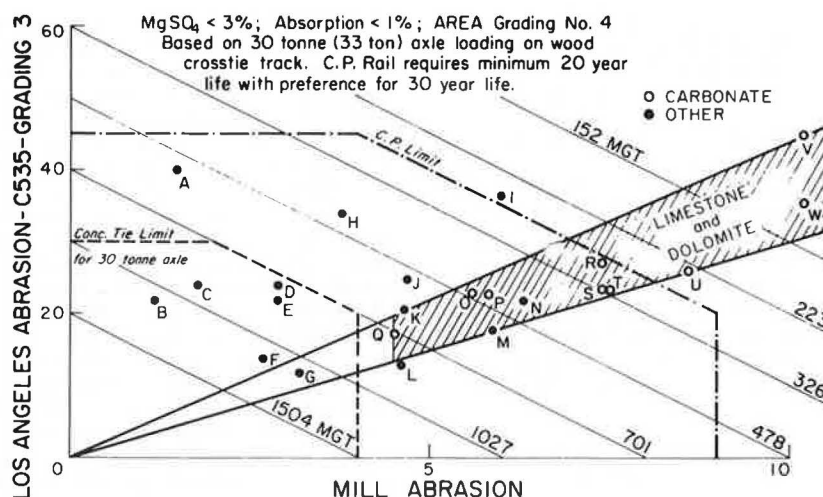 MgSO4 < 3%; Absorption < 1%; AREA Grading No. 4
Based on 30 tonne (33 ton) axle loading on wood
crosstie track. C.P. Rail requires minimum 20 year
life with preference for 30 year life.
○ CARBONATE
● OTHER
LOS ANGELES ABRASION-C535-GRADING 3
60
40
20
0
5
10
MILL ABRASION
C.P. Limit
Conc. Tie Limit
for 30 tonne axle
152 MGT
223
326
478
701
1027
1504 MGT
LIMESTONE
and
DOLOMITE
A
B
C
D
E
F
G
H
I
J
K
L
M
N
O
P
Q
R
S
T
U
V
W